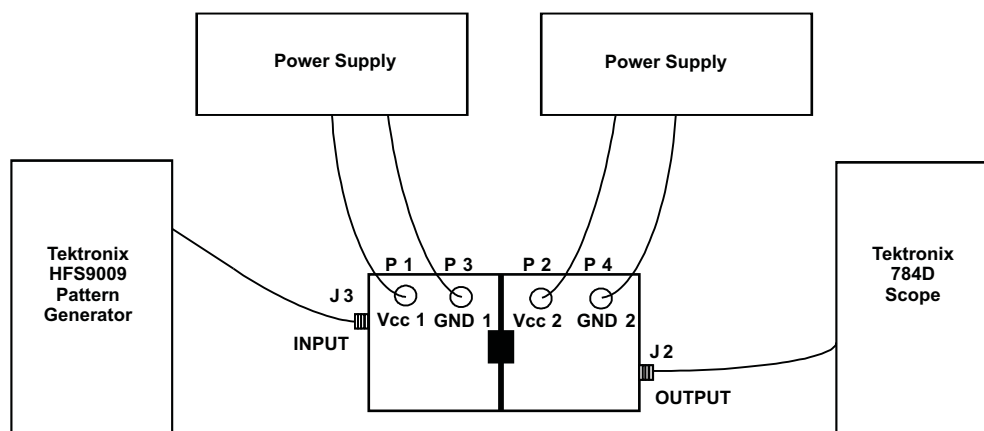 Power Supply
Power Supply
Tektronix
HFS9009
Pattern
Generator
Tektronix
784D
Scope
P 1
P 3
P 2
P 4
J 3
Vcc 1
GND 1
Vcc 2
GND 2
INPUT
J 2
OUTPUT